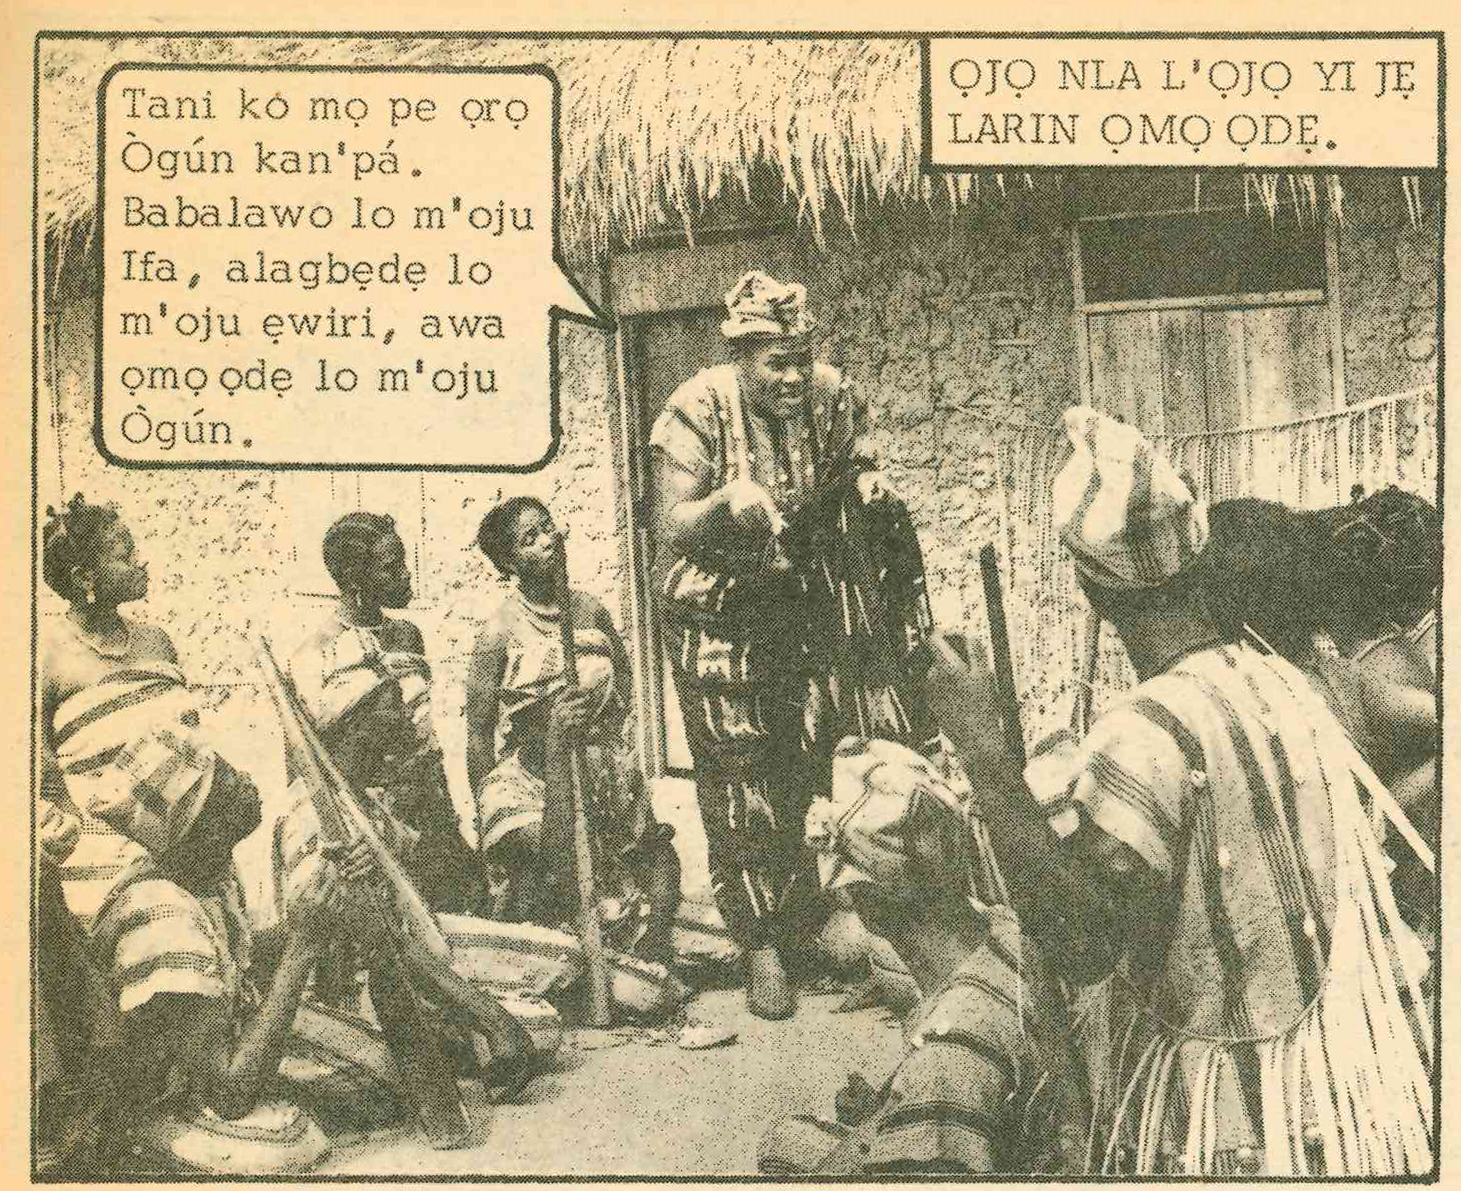 Tani kò mọ pe ọrọ
Ògún kan'pá.
Babalawo lo m'oju
Ifa, alagbẹdẹ lo
m'oju ẹwiri, awa
ọmọ ọdẹ lo m'oju
Ògún.
ỌJỌ NLA L'ỌJỌ YI JẸ
LARIN ỌMỌ ỌDẸ.